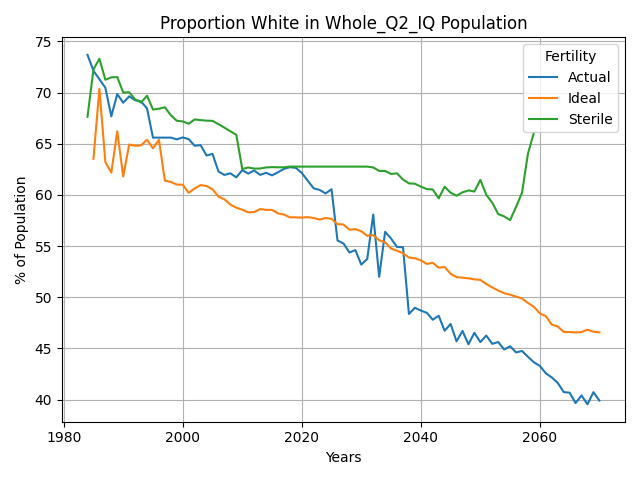 Proportion White in Whole_Q2_IQ Population
% of Population
75
70
65
60
55
50
45
40
1980
2000
2020
2040
2060
Years
Fertility
Actual
Ideal
Sterile